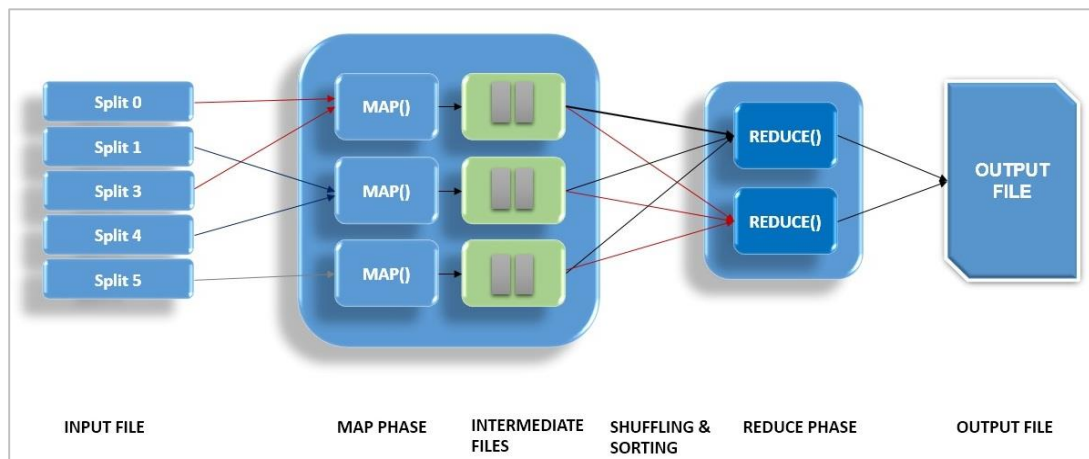 Split 0
Split 1
Split 3
Split 4
Split 5
MAP()
MAP()
MAP()
REDUCE()
REDUCE()
OUTPUT
FILE
INPUT FILE
MAP PHASE
INTERMEDIATE
FILES
SHUFFLING &
SORTING
REDUCE PHASE
OUTPUT FILE